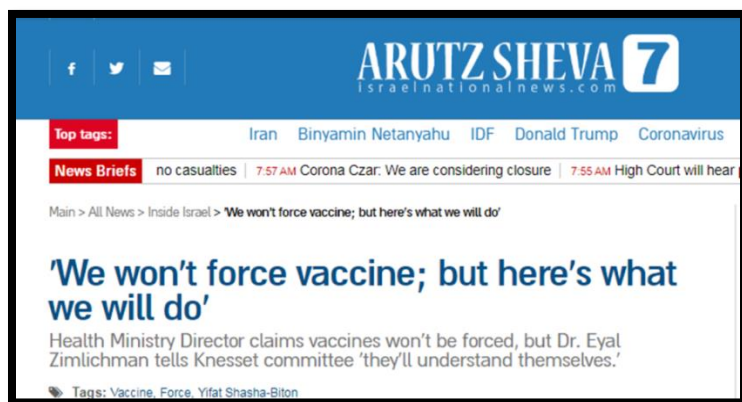 f
ARUTZ SHEVA 7
israelnationalnews.com
Top tags: Iran Binyamin Netanyahu IDF Donald Trump Coronavirus
News Briefs no casualties 7:57 AM Corona Czar: We are considering closure 7:55 AM High Court will hear
Main > All News > Inside Israel > 'We won't force vaccine; but here's what we will do'
'We won't force vaccine; but here's what
we will do'
Health Ministry Director claims vaccines won't be forced, but Dr. Eyal
Zimlichman tells Knesset committee 'they'll understand themselves.'
Tags: Vaccine, Force, Yifat Shasha-Biton